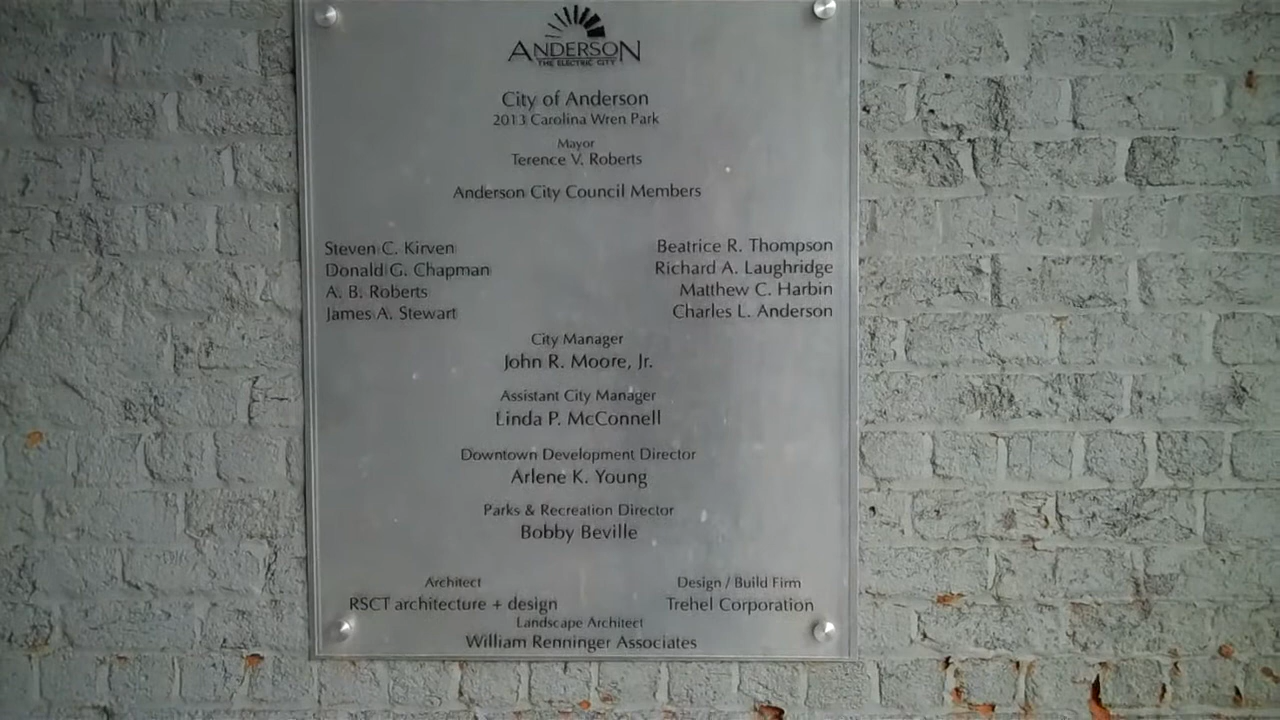 ANDERSON
THE ELECTRIC CITY
City of Anderson
2013 Carolina Wren Park
Mayor
Terence V. Roberts
Anderson City Council Members
Steven C. Kirven
Donald G. Chapman
A. B. Roberts
James A. Stewart
Beatrice R. Thompson
Richard A. Laughridge
Matthew C. Harbin
Charles L. Anderson
City Manager
John R. Moore, Jr.
Assistant City Manager
Linda P. McConnell
Downtown Development Director
Arlene K. Young
Parks & Recreation Director
Bobby Beville
Architect
RSCT architecture + design
Design / Build Firm
Trehel Corporation
Landscape Architect
William Renninger Associates